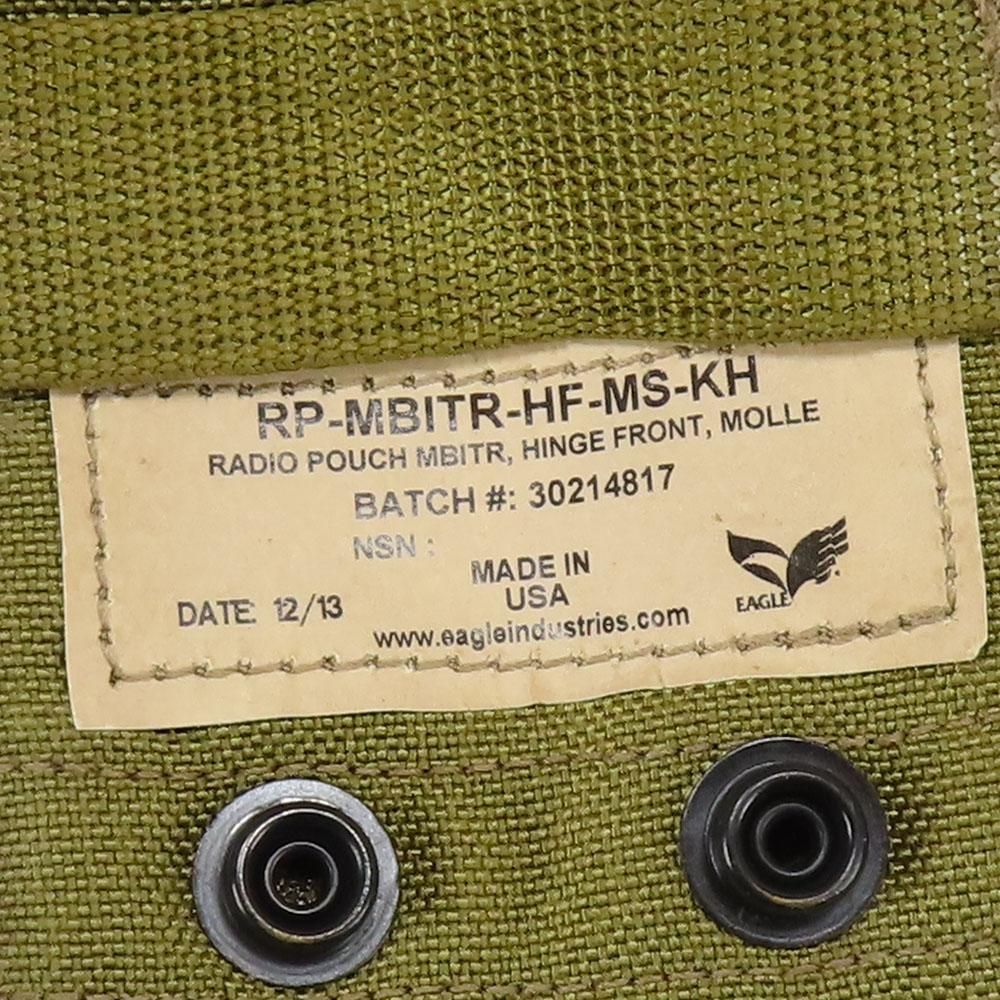 RP-MBITR-HF-MS-KH
RADIO POUCH MBITR, HINGE FRONT, MOLLE
BATCH #: 30214817
NSN :
MADE IN
USA
DATE: 12/13
www.eagleindustries.com
EAGLE